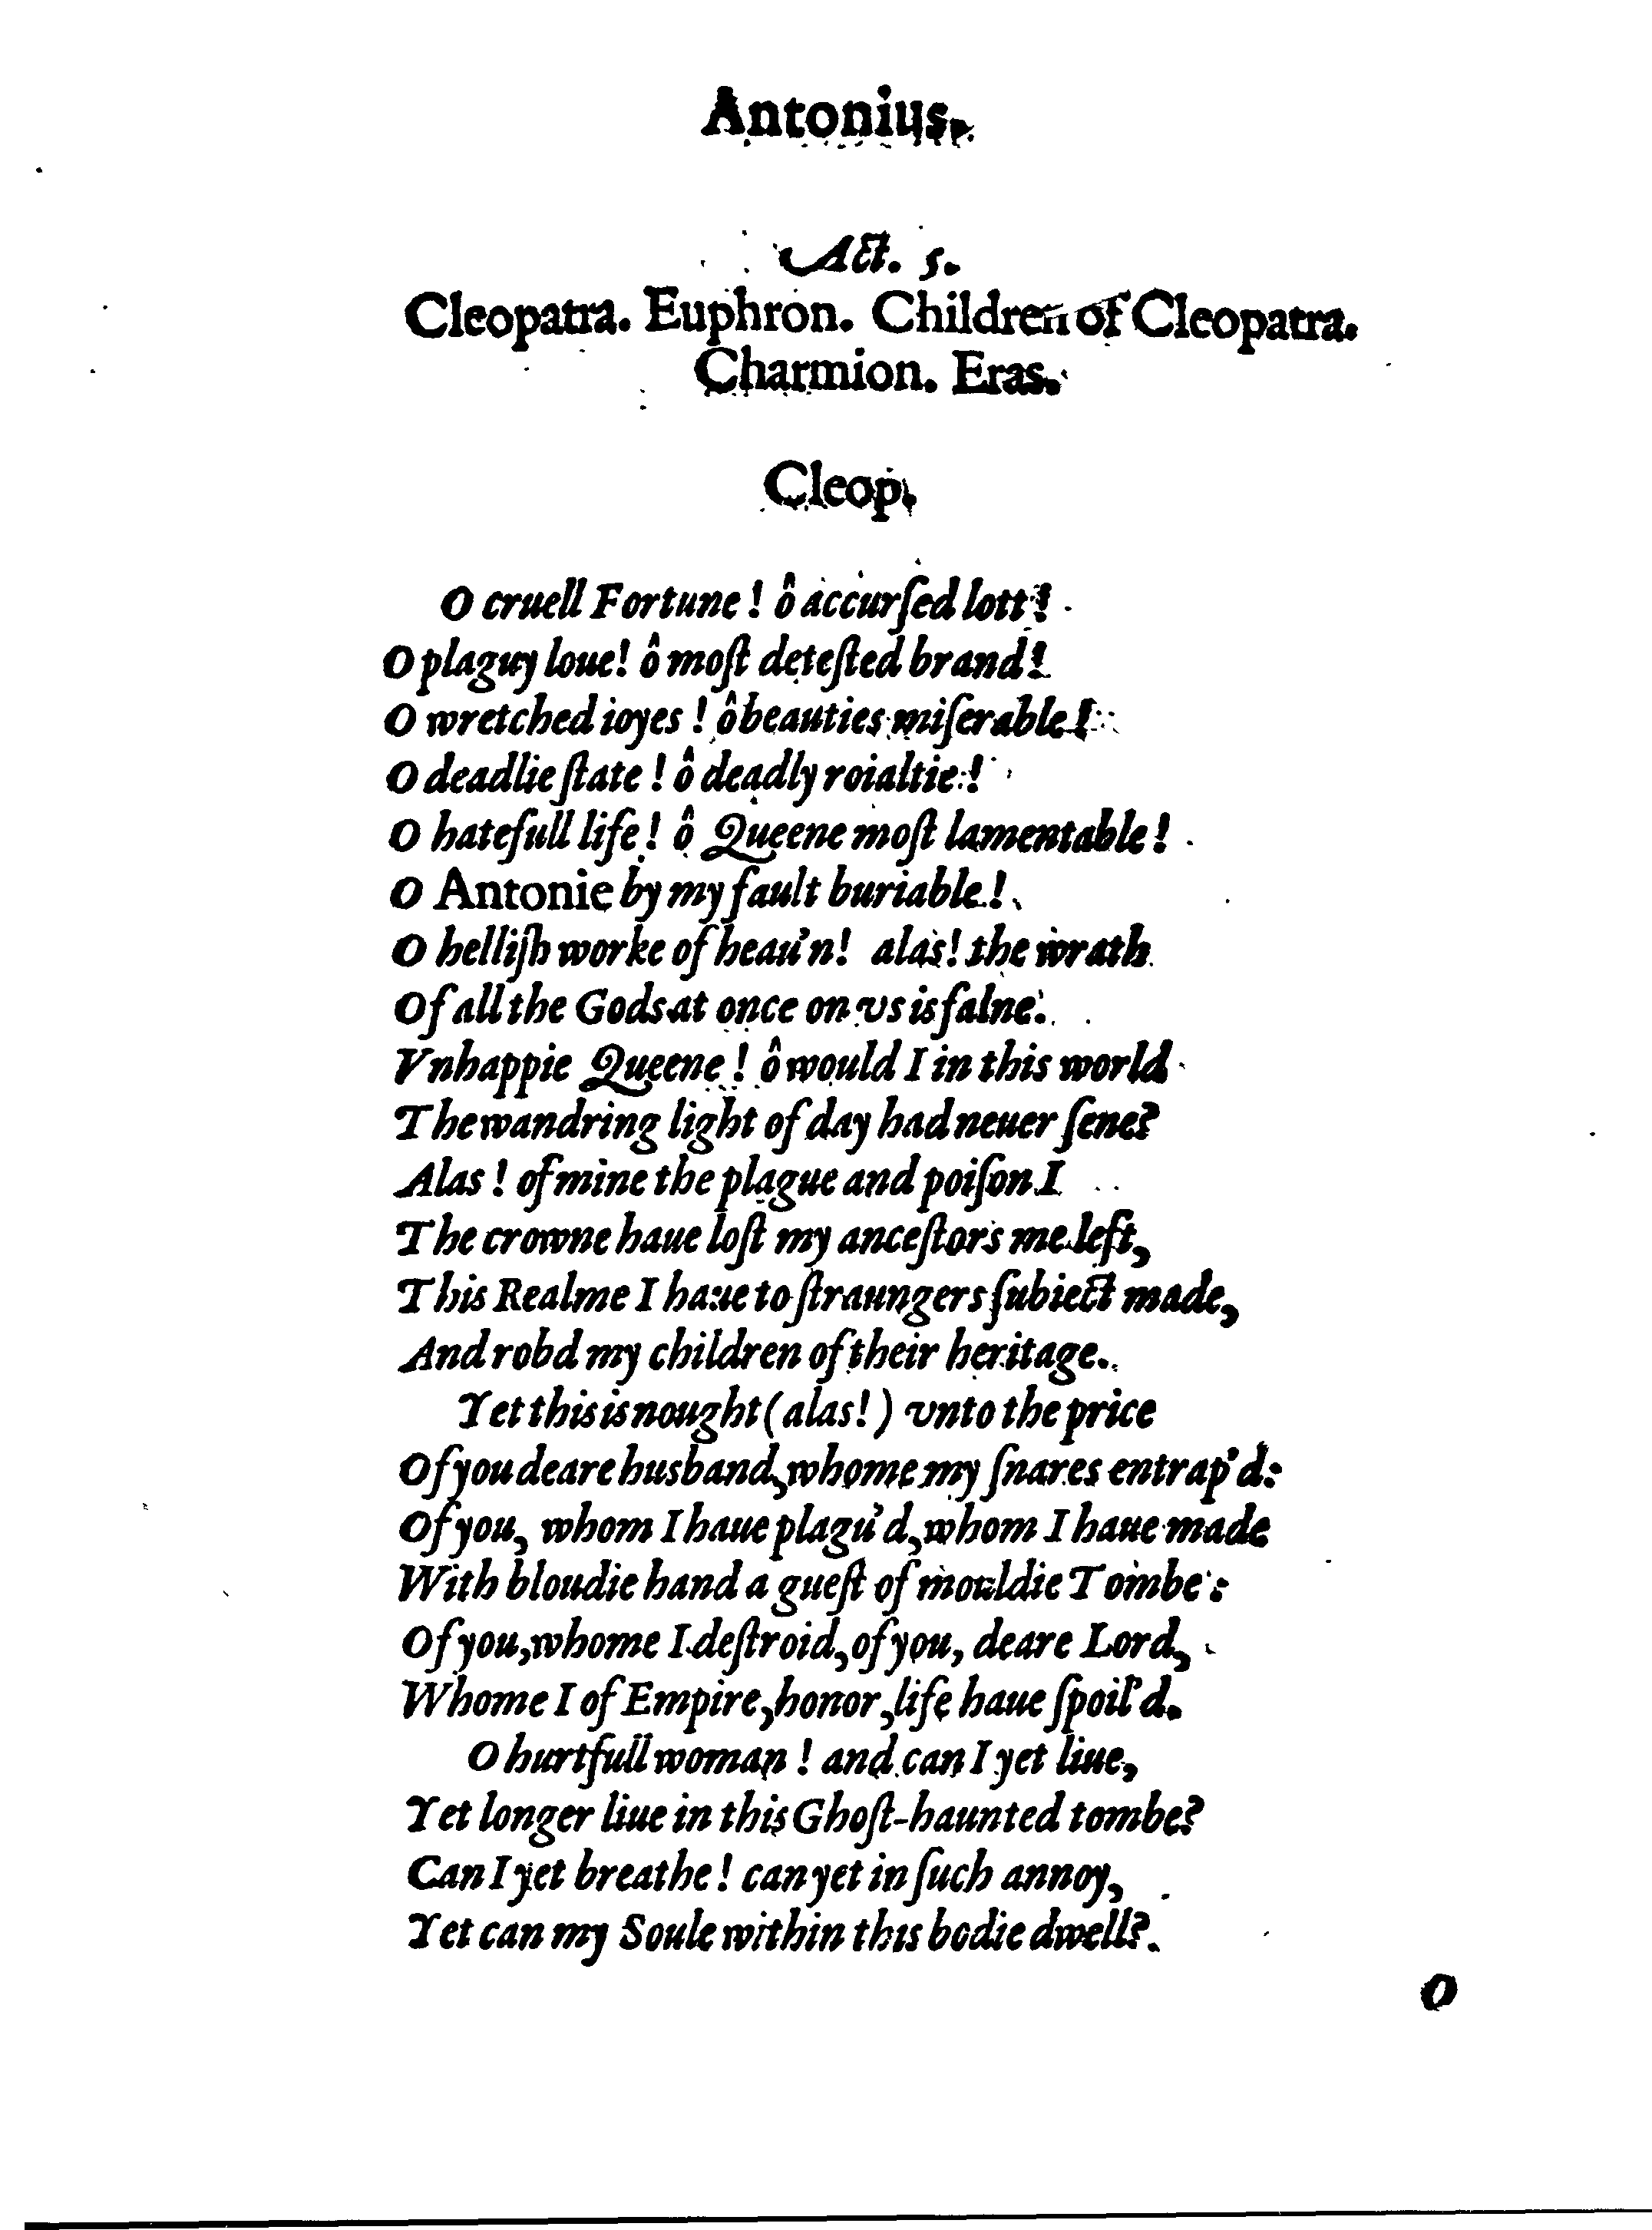 Antonius.
Act. 5.
Cleopatra. Euphron. Children of Cleopatra.
Charmion. Eras.
Cleop.
O cruell Fortune! ô accurſed lott!
O plaguy loue! ô moſt deteſted brand!
O wretched ioyes! ô beauties miſerable!
O deadlie ſtate! ô deadly roialtie!
O hatefull life! ô Queene moſt lamentable!
O Antonie by my fault buriable!
O helliſh worke of heau'n! alas! the wrath
Of all the Gods at once on vs is falne.
Vnhappie Queene! ô would I in this world
The wandring light of day had neuer ſene?
Alas! of mine the plague and poiſon I
The crowne haue loſt my anceſtors me left,
This Realme I haue to ſtraungers ſubiect made,
And robd my children of their heritage.
Yet this is nought (alas!) vnto the price
Of you deare husband, whome my ſnares entrap'd:
Of you, whom I haue plagu'd, whom I haue made
With bloudie hand a gueſt of mouldie Tombe:
Of you, whome I deſtroid, of you, deare Lord,
Whome I of Empire, honor, life haue ſpoil'd.
O hurtfull woman! and can I yet liue,
Yet longer liue in this Ghoſt-haunted tombe?
Can I yet breathe! can yet in ſuch annoy,
Yet can my Soule within this bodie dwell?
O